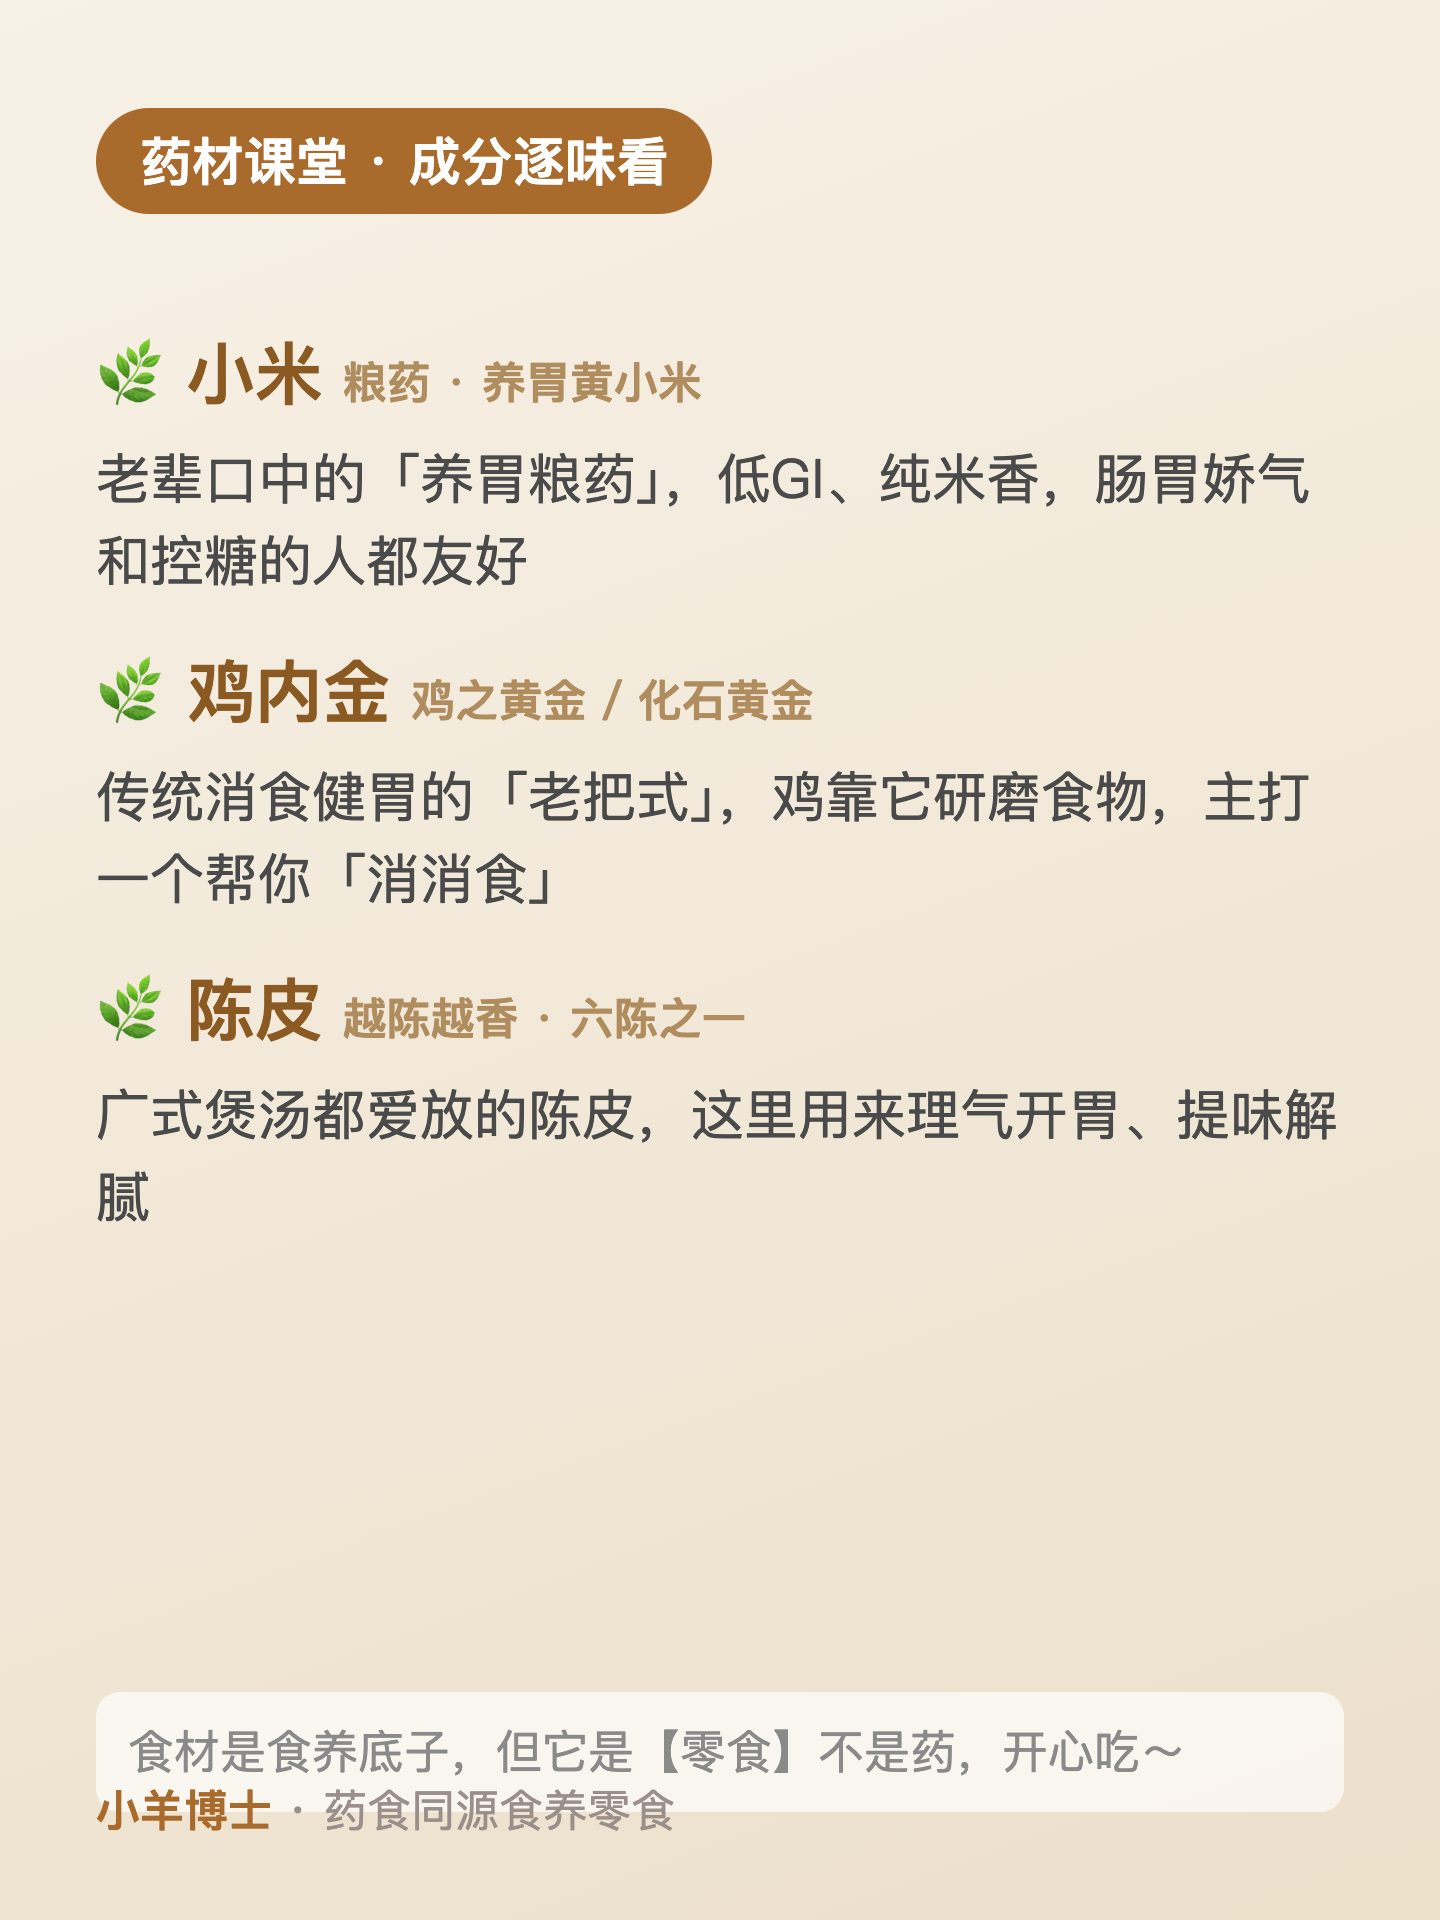 药材课堂 · 成分逐味看
🌿 小米 粮药 · 养胃黄小米
老辈口中的「养胃粮药」，低GI、纯米香，肠胃娇气
和控糖的人都友好
🌿 鸡内金 鸡之黄金 / 化石黄金
传统消食健胃的「老把式」，鸡靠它研磨食物，主打
一个帮你「消消食」
🌿 陈皮 越陈越香 · 六陈之一
广式煲汤都爱放的陈皮，这里用来理气开胃、提味解
腻
食材是食养底子，但它是【零食】不是药，开心吃～
小羊博士 · 药食同源食养零食